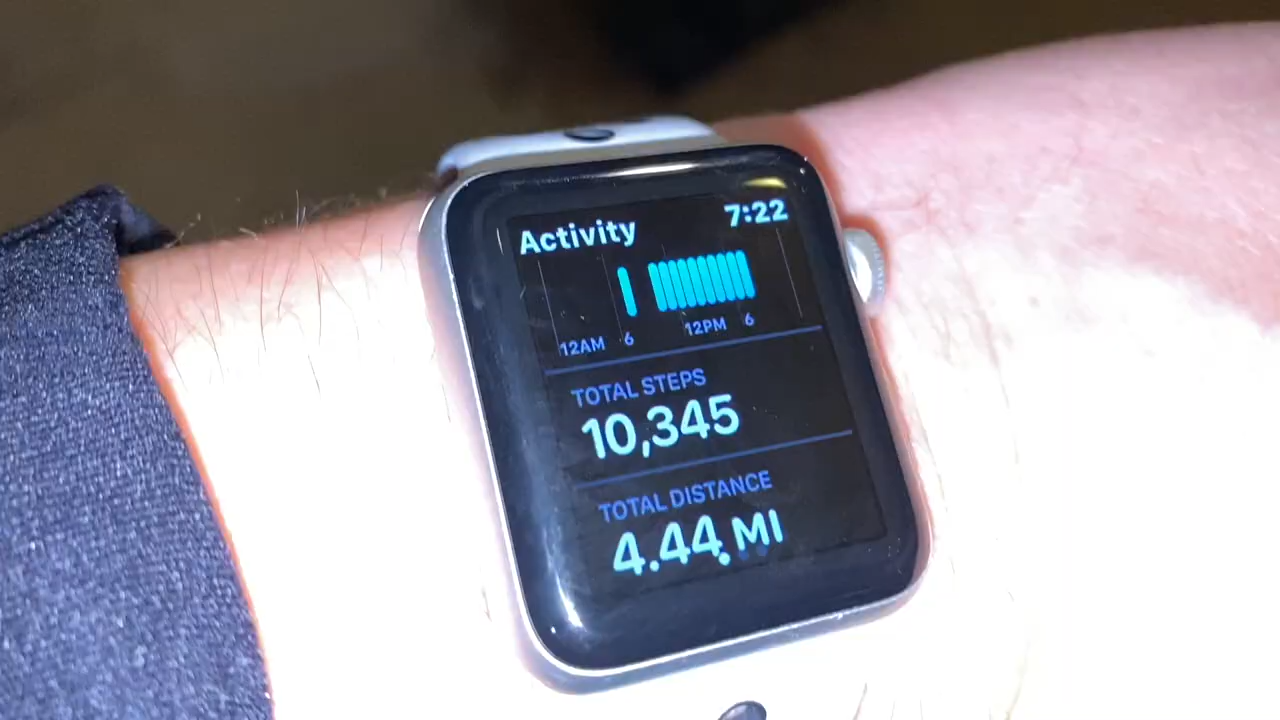 Activity 7:22
12AM 6 12PM 6
TOTAL STEPS
10,345
TOTAL DISTANCE
4.44 MI